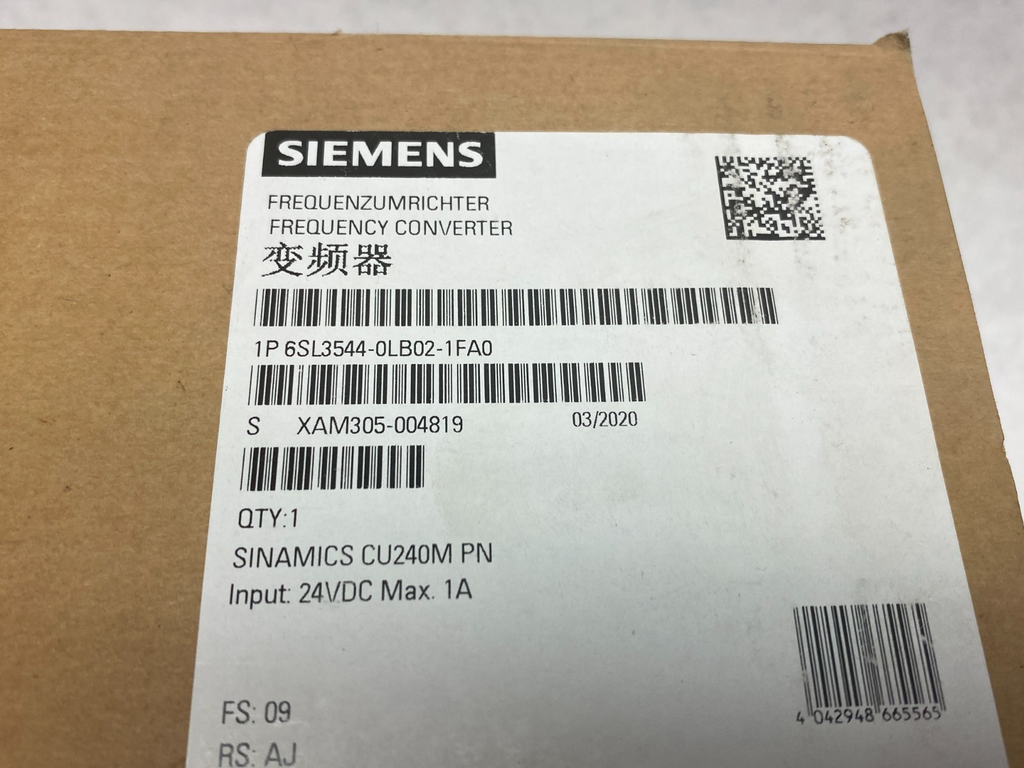 SIEMENS
FREQUENZUMRICHTER
FREQUENCY CONVERTER
变频器
1P 6SL3544-0LB02-1FA0
S XAM305-004819 03/2020
QTY:1
SINAMICS CU240M PN
Input: 24VDC Max. 1A
4 042948 665565
FS: 09
RS: AJ